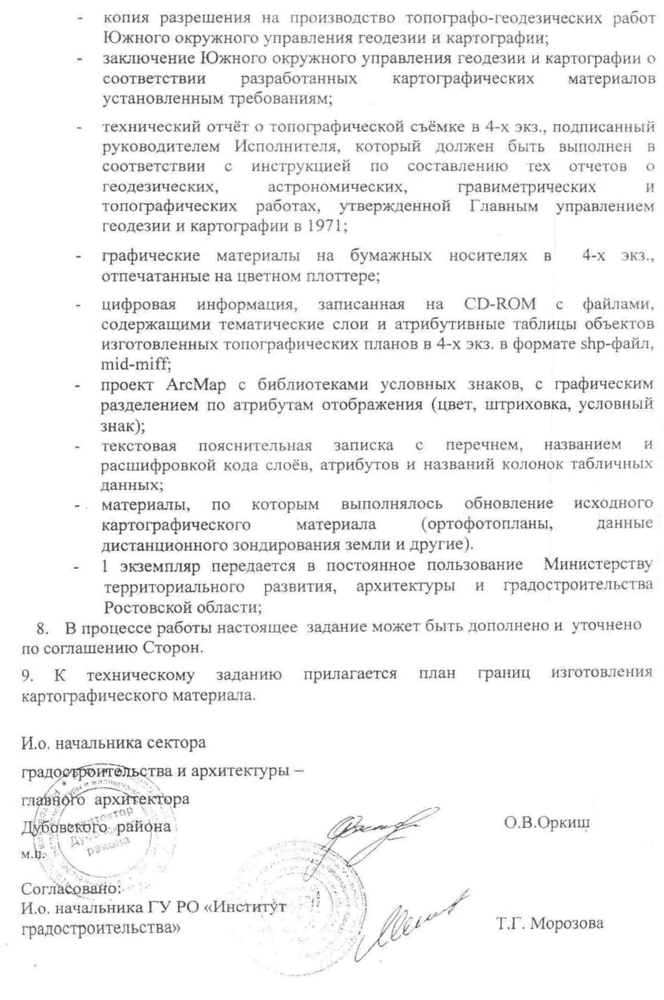 - копия разрешения на производство топографо-геодезических работ
Южного окружного управления геодезии и картографии;
- заключение Южного окружного управления геодезии и картографии о
соответствии разработанных картографических материалов
установленным требованиям;
- технический отчёт о топографической съёмке в 4-х экз., подписанный
руководителем Исполнителя, который должен быть выполнен в
соответствии с инструкцией по составлению тех отчетов о
геодезических, астрономических, гравиметрических и
топографических работах, утвержденной Главным управлением
геодезии и картографии в 1971;
- графические материалы на бумажных носителях в 4-х экз.,
отпечатанные на цветном плоттере;
- цифровая информация, записанная на CD-ROM с файлами,
содержащими тематические слои и атрибутивные таблицы объектов
изготовленных топографических планов в 4-х экз. в формате shp-файл,
mid-miff;
- проект ArcMap с библиотеками условных знаков, с графическим
разделением по атрибутам отображения (цвет, штриховка, условный
знак);
- текстовая пояснительная записка с перечнем, названием и
расшифровкой кода слоёв, атрибутов и названий колонок табличных
данных;
- материалы, по которым выполнялось обновление исходного
картографического материала (ортофотопланы, данные
дистанционного зондирования земли и другие).
- 1 экземпляр передается в постоянное пользование Министерству
территориального развития, архитектуры и градостроительства
Ростовской области;
8. В процессе работы настоящее задание может быть дополнено и уточнено
по соглашению Сторон.
9. К техническому заданию прилагается план границ изготовления
картографического материала.
И.о. начальника сектора
градостроительства и архитектуры –
главного архитектора
Дубовского района
О.В.Оркиш
м.п.
Согласовано:
И.о. начальника ГУ РО «Институт
градостроительства»
Т.Г. Морозова